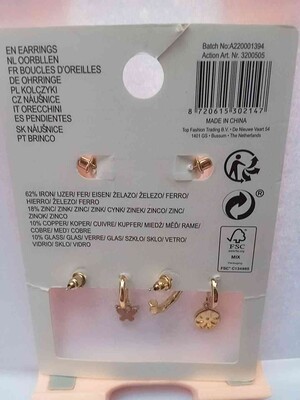 EN EARRINGS
NL OORBLLEN
FR BOUCLES D'OREILLES
DE OHRRINGE
PL KOLCZYKI
CZ NÁUŠNICE
IT ORECCHINI
ES PENDIENTES
SK NÁUŠNICE
PT BRINCO
Batch No:A220001394
Action Art. Nr. 3200505
8 720615 302147
MADE IN CHINA
Top Fashion Trading B.V. • De Nieuwe Vaart 54
1401 GS • Bussum • The Netherlands
62% IRON/ IJZER/ FER/ EISEN/ ŻELAZO/ ŽELEZO/ FERRO/
HIERRO/ ŽELEZO/ FERRO
18% ZINC/ ZINK/ ZINC/ ZINK/ CYNK/ ZINEK/ ZINCO/ ZINC/
ZINOK/ ZINCO
10% COPPER/ KOPER/ CUIVRE/ KUPFER/ MIEDŹ/ MĚĎ/ RAME/
COBRE/ MEĎ/ COBRE
10% GLASS/ GLAS/ VERRE/ GLAS/ SZKŁO/ SKLO/ VETRO/
VIDRIO/ SKLO/ VIDRO
FSC
MIX